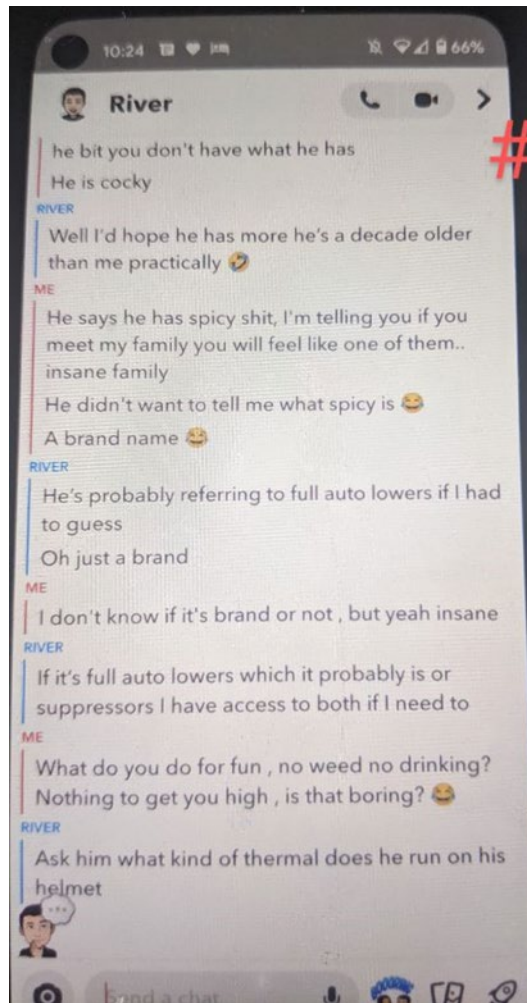 10:24
66%
River
he bit you don't have what he has
He is cocky
RIVER
Well I'd hope he has more he's a decade older
than me practically 🤣
ME
He says he has spicy shit, I'm telling you if you
meet my family you will feel like one of them..
insane family
He didn't want to tell me what spicy is 😂
A brand name 😂
RIVER
He's probably referring to full auto lowers if I had
to guess
Oh just a brand
ME
I don't know if it's brand or not , but yeah insane
RIVER
If it's full auto lowers which it probably is or
suppressors I have access to both if I need to
ME
What do you do for fun , no weed no drinking?
Nothing to get you high , is that boring? 😂
RIVER
Ask him what kind of thermal does he run on his
helmet
Send a chat
#